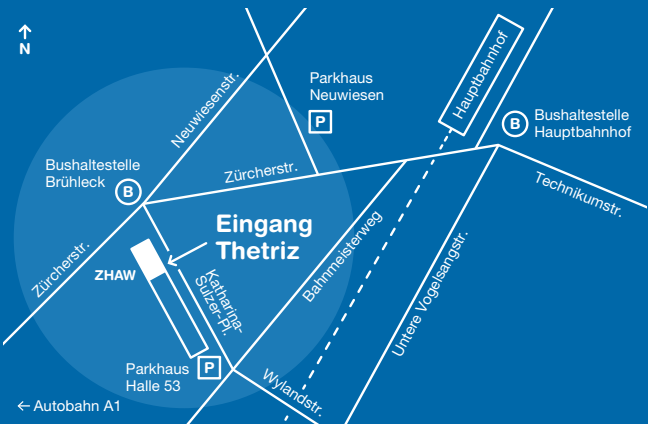 N
Neuwiesenstr.
Parkhaus
Neuwiesen
P
Hauptbahnhof
B
Bushaltestelle
Hauptbahnhof
Bushaltestelle
Brühleck
B
Zürcherstr.
Technikumstr.
Eingang
Thetriz
Zürcherstr.
ZHAW
Katharina-
Sulzer-Pl.
Bahnmeisterweg
Untere Vogelsangstr.
Parkhaus
Halle 53
P
Wylandstr.
← Autobahn A1